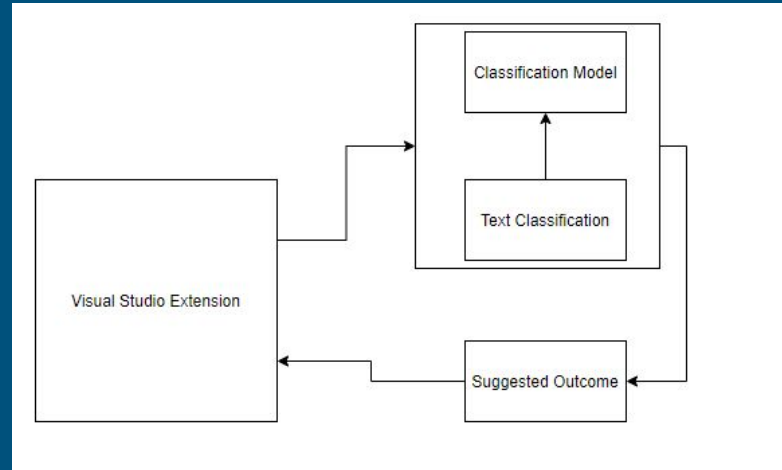 Classification Model
Text Classification
Visual Studio Extension
Suggested Outcome